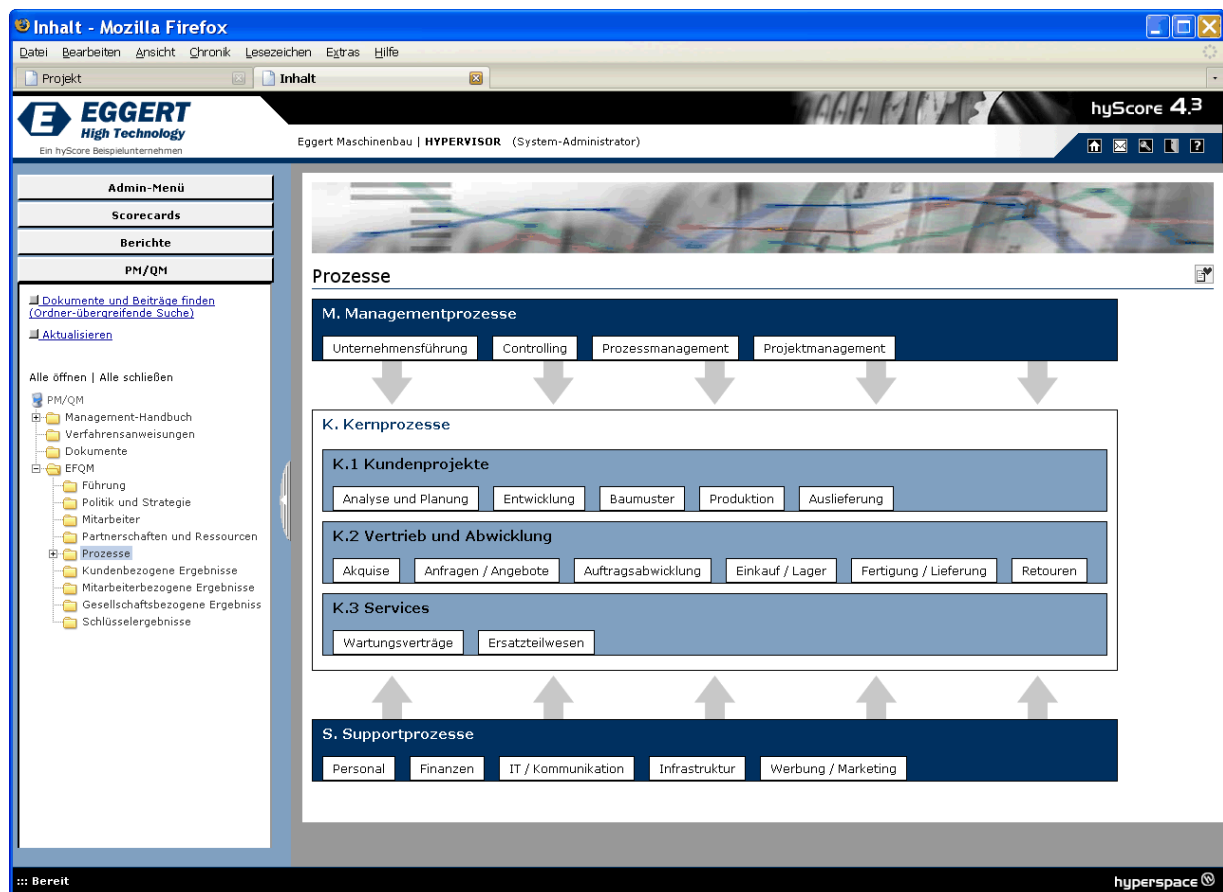 Inhalt - Mozilla Firefox
Datei Bearbeiten Ansicht Chronik Lesezeichen Extras Hilfe
Projekt
Inhalt
E EGGERT
High Technology
Ein hyScore Beispielunternehmen
hyScore 4.3
Eggert Maschinenbau | HYPERVISOR (System-Administrator)
Admin-Menü
Scorecards
Berichte
PM/QM
Dokumente und Beiträge finden
(Ordner-übergreifende Suche)
Aktualisieren
Alle öffnen | Alle schließen
PM/QM
Management-Handbuch
Verfahrensanweisungen
Dokumente
EFQM
Führung
Politik und Strategie
Mitarbeiter
Partnerschaften und Ressourcen
Prozesse
Kundenbezogene Ergebnisse
Mitarbeiterbezogene Ergebnisse
Gesellschaftsbezogene Ergebniss
Schlüsselergebnisse
Prozesse
M. Managementprozesse
Unternehmensführung Controlling Prozessmanagement Projektmanagement
K. Kernprozesse
K.1 Kundenprojekte
Analyse und Planung Entwicklung Baumuster Produktion Auslieferung
K.2 Vertrieb und Abwicklung
Akquise Anfragen / Angebote Auftragsabwicklung Einkauf / Lager Fertigung / Lieferung Retouren
K.3 Services
Wartungsverträge Ersatzteilwesen
S. Supportprozesse
Personal Finanzen IT / Kommunikation Infrastruktur Werbung / Marketing
::: Bereit
hyperspace